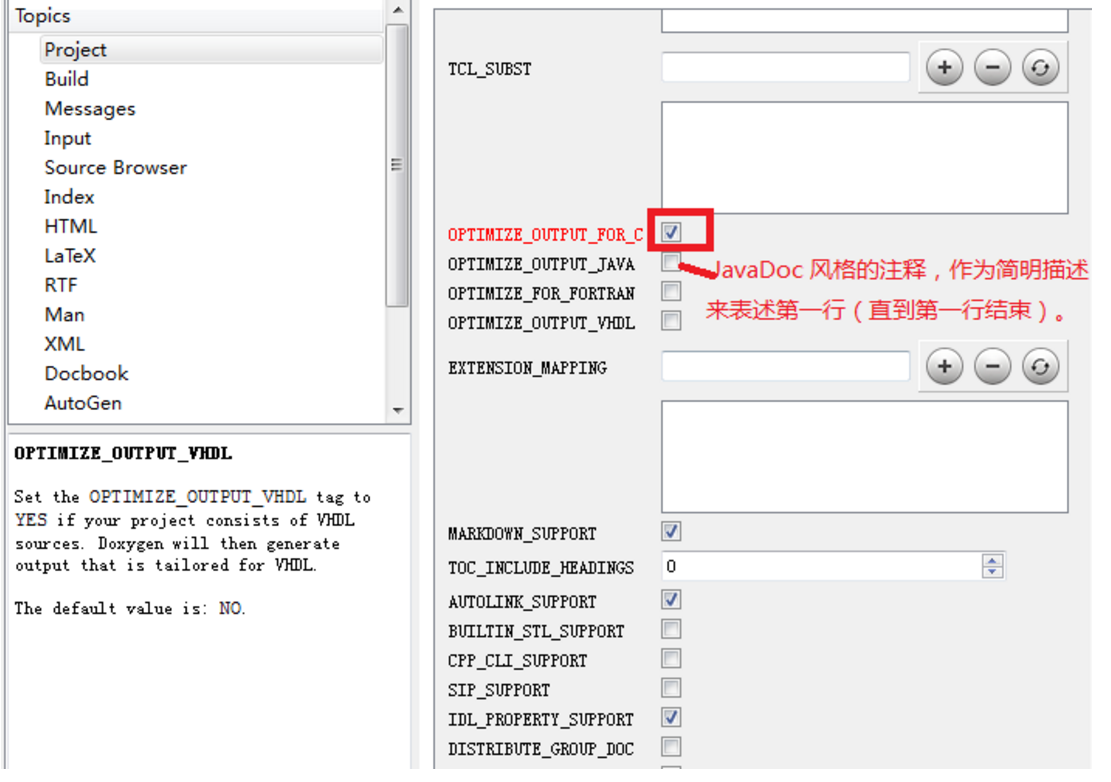 Topics
Project
Build
Messages
Input
Source Browser
Index
HTML
LaTeX
RTF
Man
XML
Docbook
AutoGen
OPTIMIZE_OUTPUT_VHDL
Set the OPTIMIZE_OUTPUT_VHDL tag to
YES if your project consists of VHDL
sources. Doxygen will then generate
output that is tailored for VHDL.
The default value is: NO.
TCL_SUBST
OPTIMIZE_OUTPUT_FOR_C
OPTIMIZE_OUTPUT_JAVA
JavaDoc 风格的注释，作为简明描述
OPTIMIZE_FOR_FORTRAN
来表述第一行（直到第一行结束）。
OPTIMIZE_OUTPUT_VHDL
EXTENSION_MAPPING
MARKDOWN_SUPPORT
TOC_INCLUDE_HEADINGS 0
AUTOLINK_SUPPORT
BUILTIN_STL_SUPPORT
CPP_CLI_SUPPORT
SIP_SUPPORT
IDL_PROPERTY_SUPPORT
DISTRIBUTE_GROUP_DOC